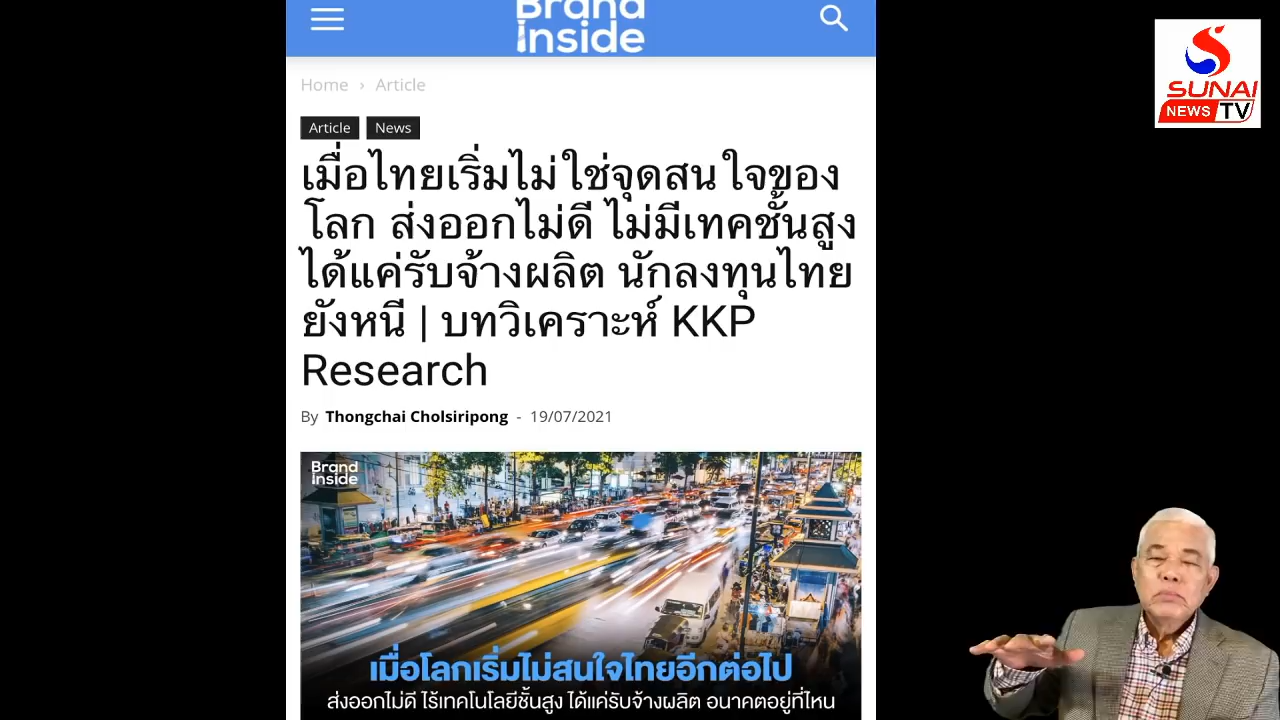 Brand
inside
SUNAI
NEWS TV
Home › Article
Article News
เมื่อไทยเริ่มไม่ใช่จุดสนใจของ
โลก ส่งออกไม่ดี ไม่มีเทคชั้นสูง
ได้แค่รับจ้างผลิต นักลงทุนไทย
ยังหนี | บทวิเคราะห์ KKP
Research
By Thongchai Cholsiripong - 19/07/2021
Brand
inside
เมื่อโลกเริ่มไม่สนใจไทยอีกต่อไป
ส่งออกไม่ดี ไร้เทคโนโลยีชั้นสูง ได้แค่รับจ้างผลิต อนาคตอยู่ที่ไหน